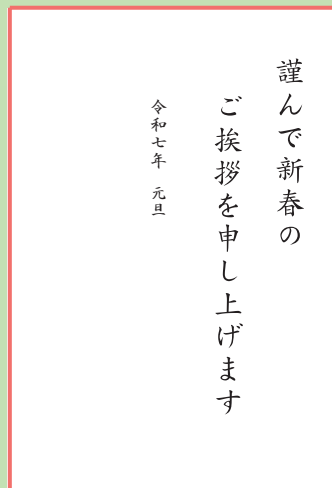 謹んで新春の
ご挨拶を申し上げます
令和七年　元旦